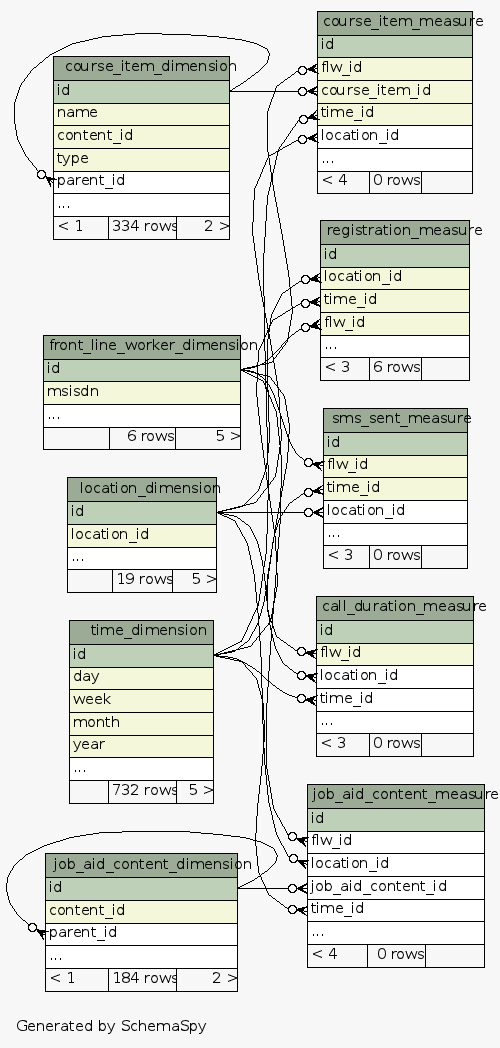 course_item_dimension
id
name
content_id
type
parent_id
...
< 1 334 rows 2 >
front_line_worker_dimension
id
msisdn
...
6 rows 5 >
location_dimension
id
location_id
...
19 rows 5 >
time_dimension
id
day
week
month
year
...
732 rows 5 >
job_aid_content_dimension
id
content_id
parent_id
...
< 1 184 rows 2 >
course_item_measure
id
flw_id
course_item_id
time_id
location_id
...
< 4 0 rows
registration_measure
id
location_id
time_id
flw_id
...
< 3 6 rows
sms_sent_measure
id
flw_id
time_id
location_id
...
< 3 0 rows
call_duration_measure
id
flw_id
location_id
time_id
...
< 3 0 rows
job_aid_content_measure
id
flw_id
location_id
job_aid_content_id
time_id
...
< 4 0 rows
Generated by SchemaSpy